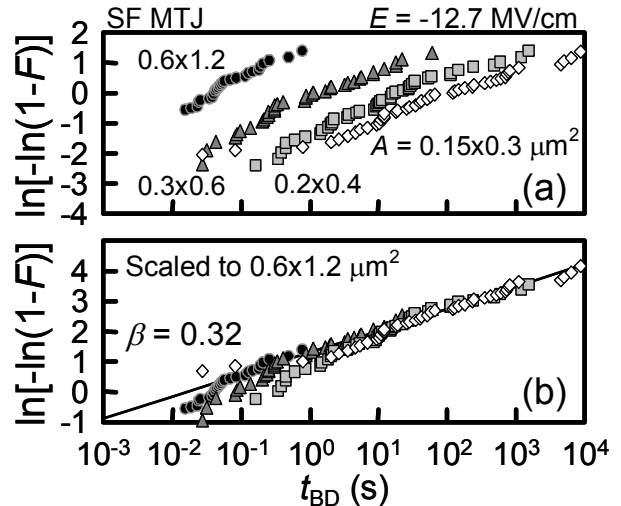 SF MTJ
E = -12.7 MV/cm
ln[-ln(1-F)]
2
1
0
-1
-2
-3
-4
0.6x1.2
A = 0.15x0.3 μm²
0.3x0.6
0.2x0.4
(a)
ln[-ln(1-F)]
4
3
2
1
0
-1
Scaled to 0.6x1.2 μm²
β = 0.32
(b)
10⁻³ 10⁻² 10⁻¹ 10⁰ 10¹ 10² 10³ 10⁴
t_BD (s)